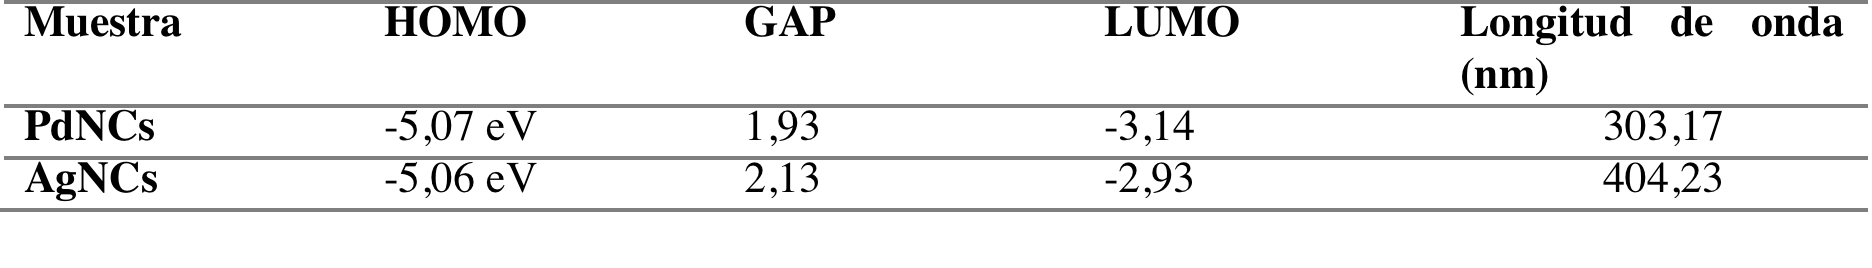 Muestra HOMO GAP LUMO Longitud de onda
(nm)
PdNCs -5,07 eV 1,93 -3,14 303,17
AgNCs -5,06 eV 2,13 -2,93 404,23